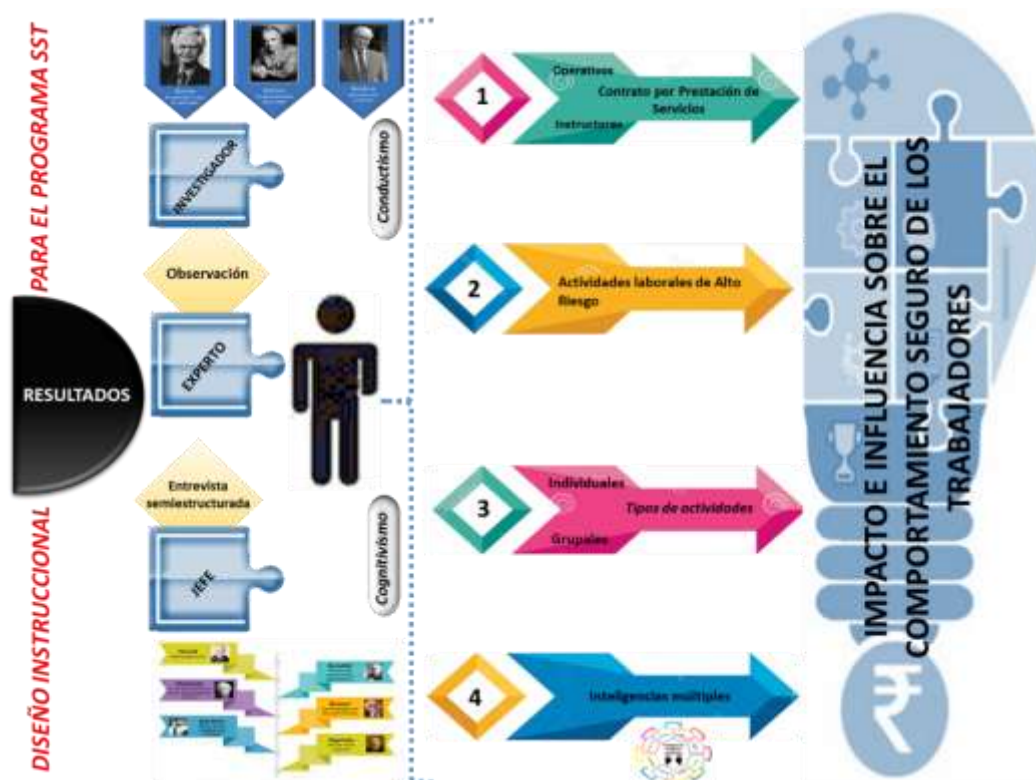 DISEÑO INSTRUCCIONAL PARA EL PROGRAMA SST
RESULTADOS
INVESTIGADOR
Observación
EXPERTO
Entrevista
semiestructurada
JEFE
Conductismo
Cognitivismo
1
Operativos
Contrato por Prestación de
Servicios
Instructoras
2
Actividades laborales de Alto
Riesgo
3
Individuales
Tipos de actividades
Grupales
4
Inteligencias múltiples
IMPACTO E INFLUENCIA SOBRE EL
COMPORTAMIENTO SEGURO DE LOS
TRABAJADORES
₹